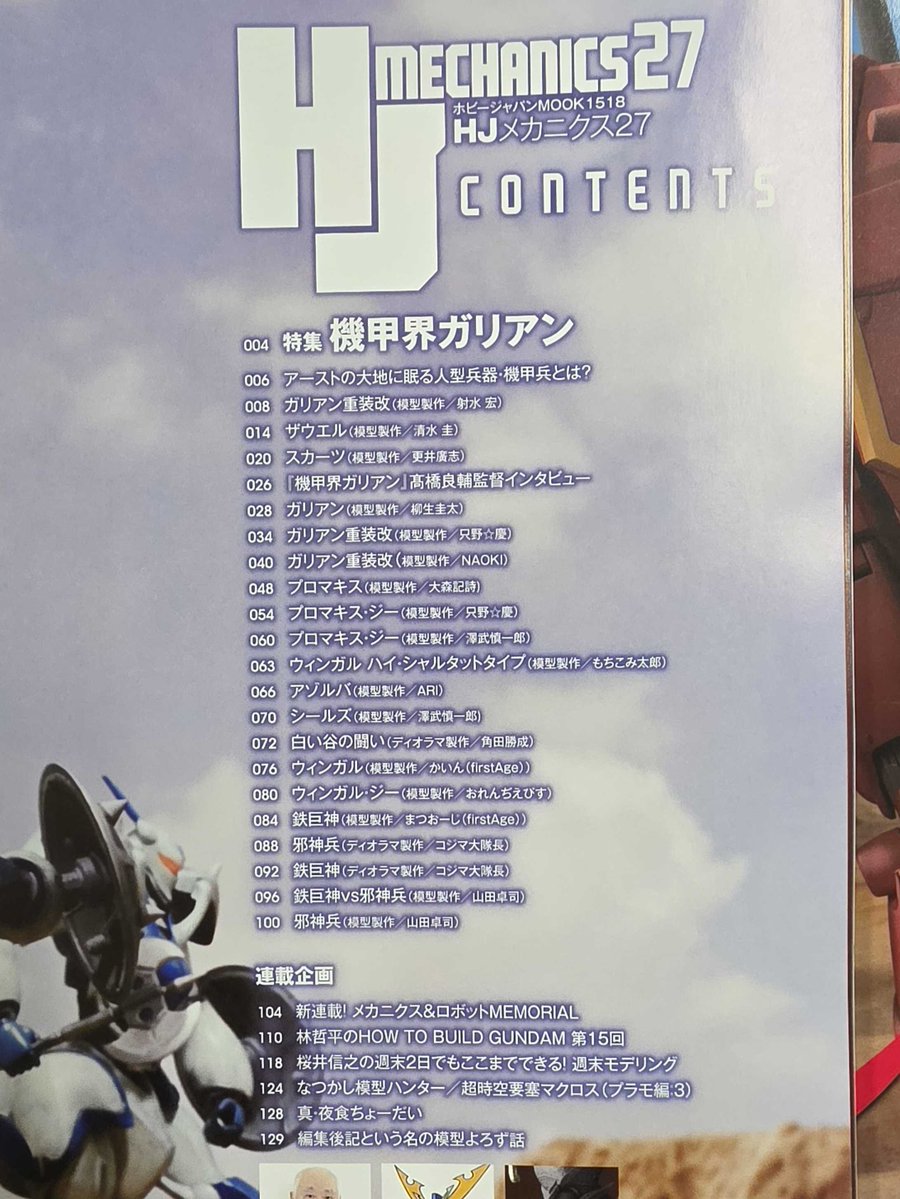 HJ MECHANICS27
ホビージャパンMOOK1518
HJメカニクス27
CONTENTS
004 特集 機甲界ガリアン
006 アーストの大地に眠る人型兵器・機甲兵とは?
008 ガリアン重装改(模型製作/射水 宏)
014 ザウエル(模型製作/清水 圭)
020 スカーツ(模型製作/更井廣志)
026 『機甲界ガリアン』髙橋良輔監督インタビュー
028 ガリアン(模型製作/柳生圭太)
034 ガリアン重装改(模型製作/只野☆慶)
040 ガリアン重装改(模型製作/NAOKI)
048 プロマキス(模型製作/大森記詩)
054 プロマキス・ジー(模型製作/只野☆慶)
060 プロマキス・ジー(模型製作/澤武慎一郎)
063 ウィンガル ハイ・シャルタットタイプ(模型製作/もちこみ太郎)
066 アゾルバ(模型製作/ARI)
070 シールズ(模型製作/澤武慎一郎)
072 白い谷の闘い(ディオラマ製作/角田勝成)
076 ウィンガル(模型製作/かいん(firstAge))
080 ウィンガル・ジー(模型製作/おれんぢえびす)
084 鉄巨神(模型製作/まつおーじ(firstAge))
088 邪神兵(ディオラマ製作/コジマ大隊長)
092 鉄巨神(ディオラマ製作/コジマ大隊長)
096 鉄巨神VS邪神兵(模型製作/山田卓司)
100 邪神兵(模型製作/山田卓司)
連載企画
104 新連載! メカニクス&ロボットMEMORIAL
110 林哲平のHOW TO BUILD GUNDAM 第15回
118 桜井信之の週末2日でもここまでできる! 週末モデリング
124 なつかし模型ハンター/超時空要塞マクロス(プラモ編:3)
128 真・夜食ちょーだい
129 編集後記という名の模型よろず話